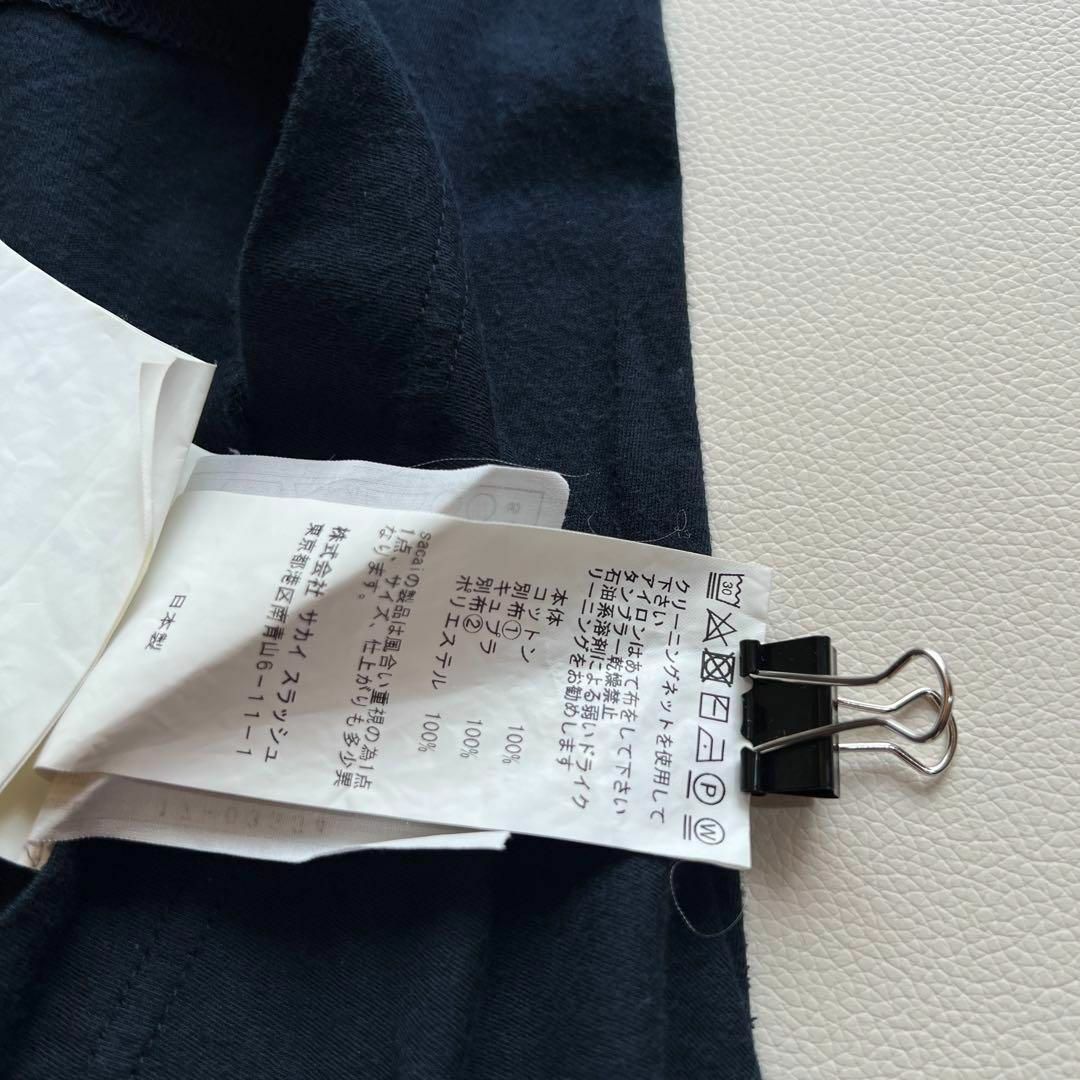 30
P
W
クリーニングネットを使用して
下さい
アイロンはあて布をして下さい
タンブラー乾燥禁止
石油系溶剤による弱いドライク
リーニングをお勧めします
本体
コットン 100%
別布①
キュプラ 100%
別布②
ポリエステル 100%
sacaiの製品は風合い重視の為1点
1点、サイズ、仕上がりも多少異
なります。
株式会社 サカイ スラッシュ
東京都港区南青山6-11-1
日本製